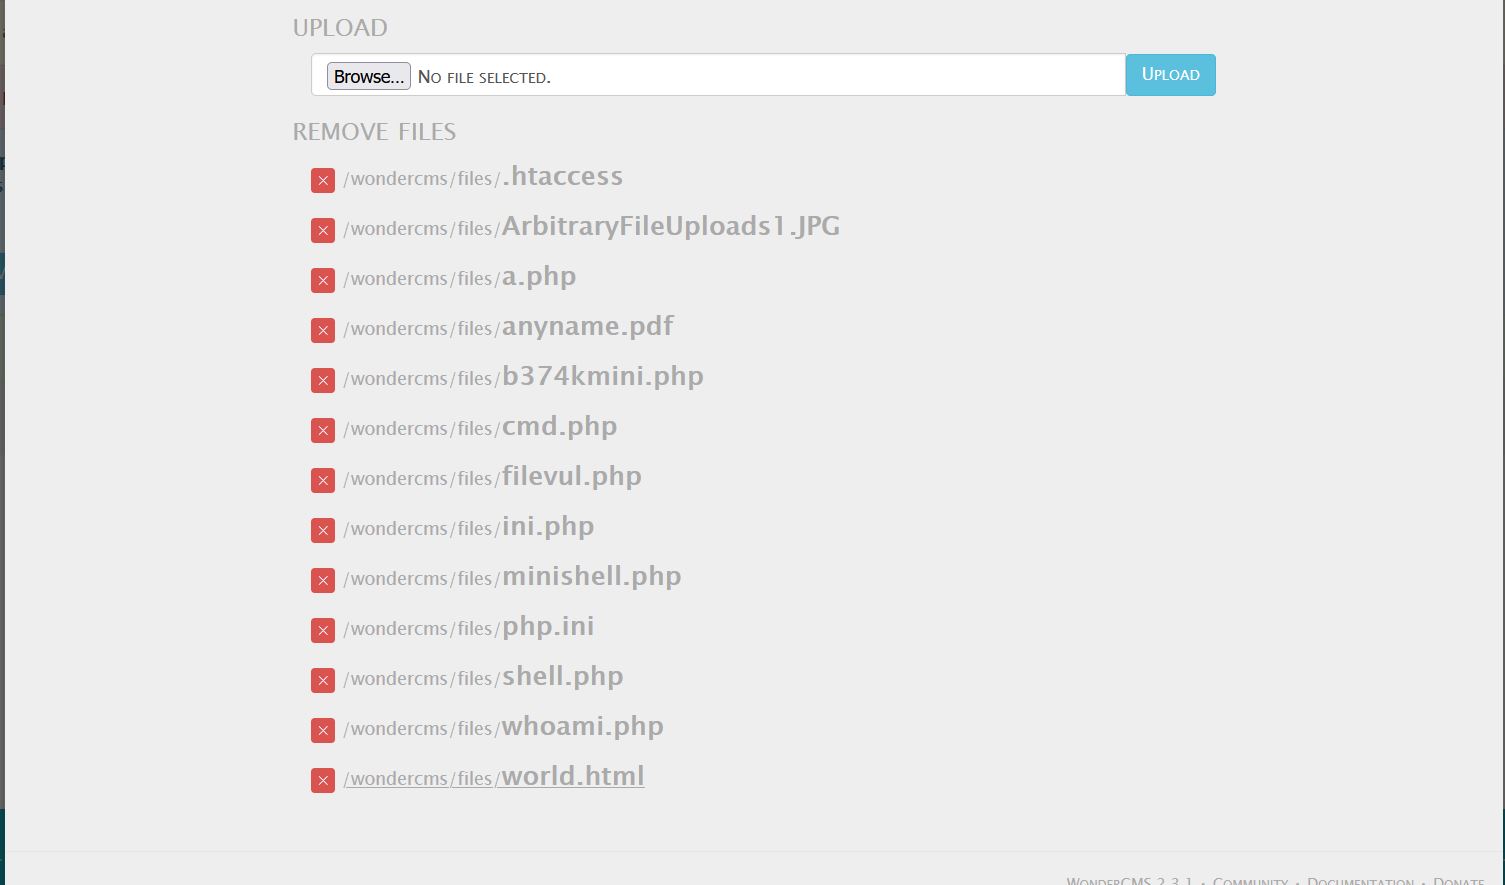 UPLOAD
Browse... No file selected.
Upload
REMOVE FILES
× /wondercms/files/.htaccess
× /wondercms/files/ArbitraryFileUploads1.JPG
× /wondercms/files/a.php
× /wondercms/files/anyname.pdf
× /wondercms/files/b374kmini.php
× /wondercms/files/cmd.php
× /wondercms/files/filevul.php
× /wondercms/files/ini.php
× /wondercms/files/minishell.php
× /wondercms/files/php.ini
× /wondercms/files/shell.php
× /wondercms/files/whoami.php
× /wondercms/files/world.html
WonderCMS 2.3.1 • Community • Documentation • Donate